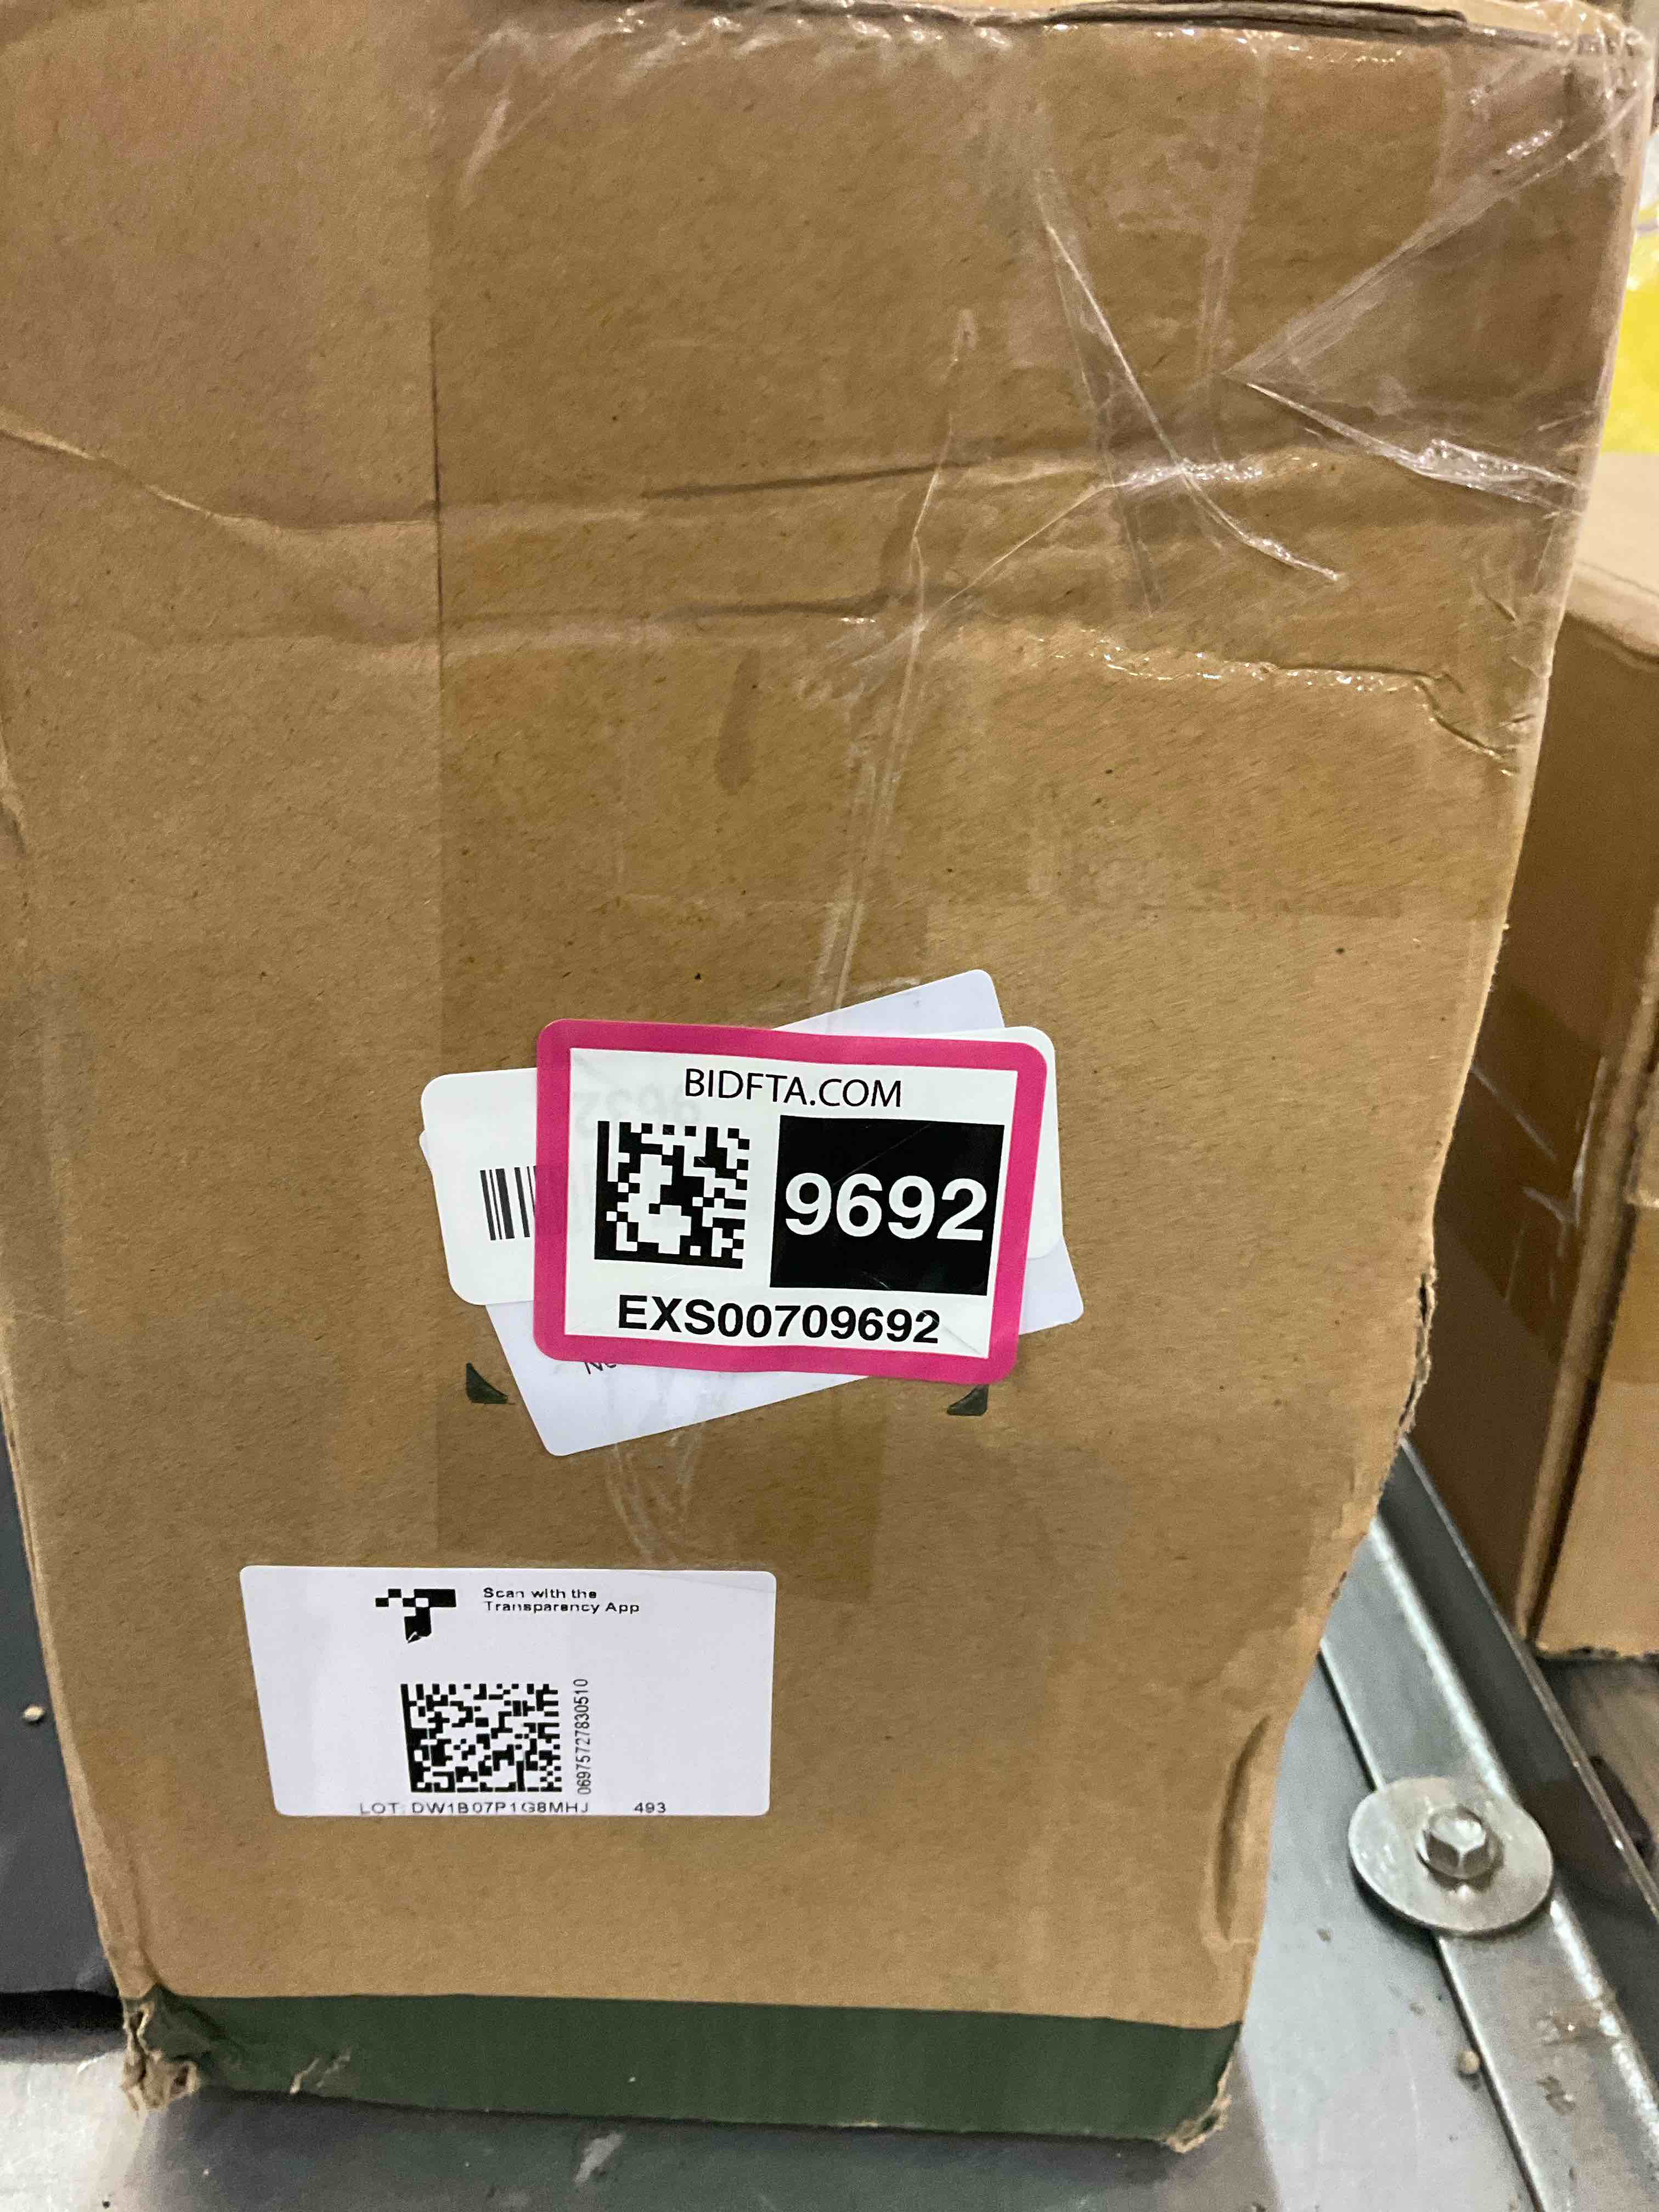 BIDFTA.COM
9692
EXS00709692
Scan with the
Transparency App
06975727830510
LOT: DW1B07P1G8MHJ 493